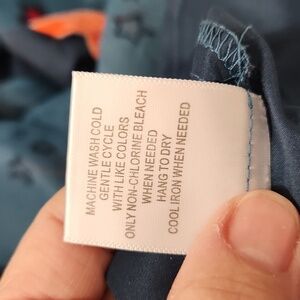 MACHINE WASH COLD
GENTLE CYCLE
WITH LIKE COLORS
ONLY NON-CHLORINE BLEACH
WHEN NEEDED
HANG TO DRY
COOL IRON WHEN NEEDED